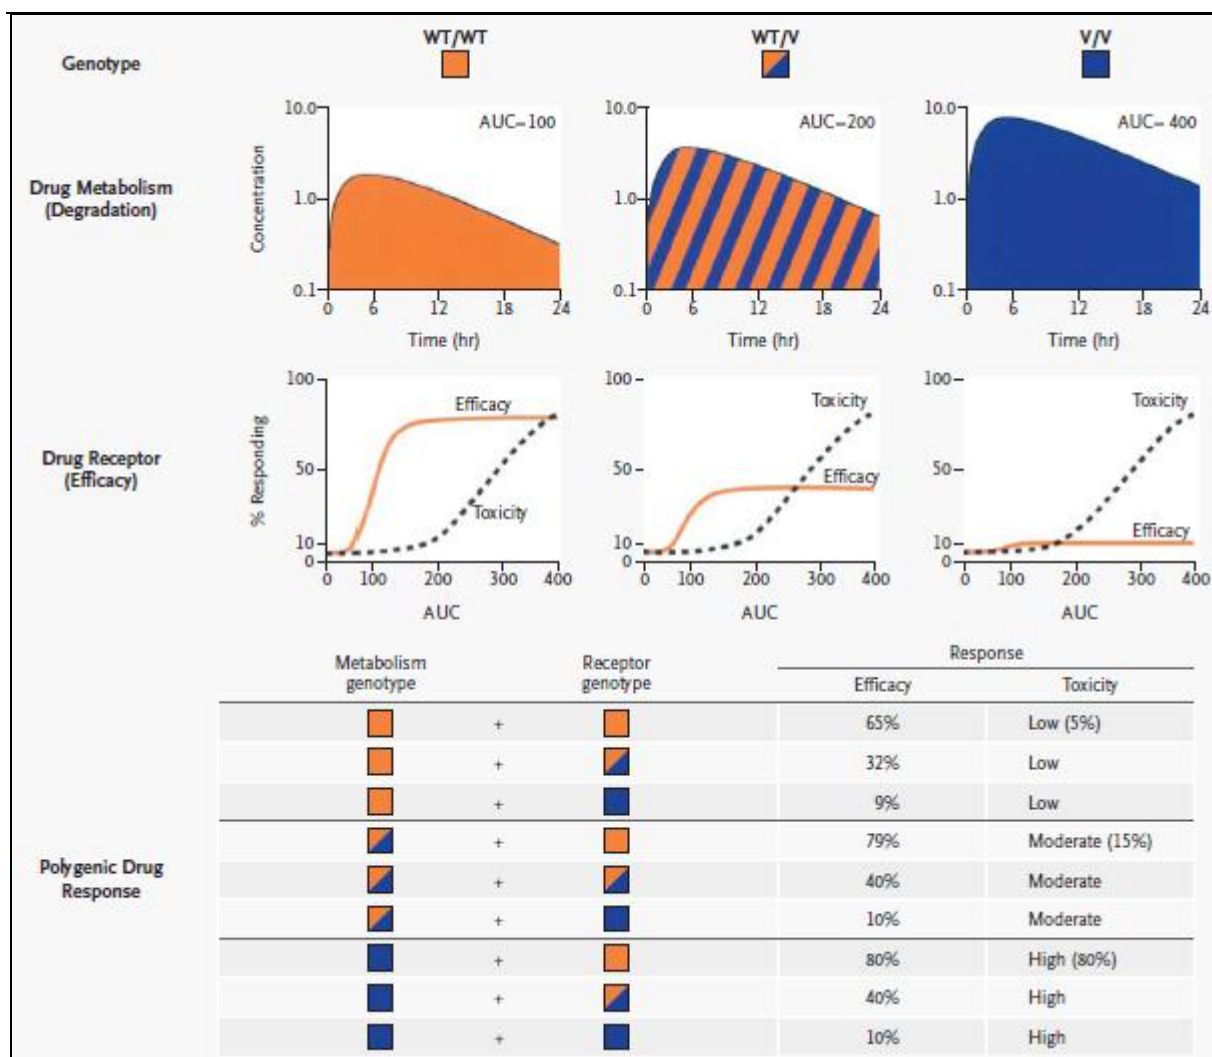 WT/WT WT/V V/V
Genotype
10.0 10.0 10.0
AUC=100 AUC=200 AUC= 400
Drug Metabolism
(Degradation)
Concentration
1.0 1.0 1.0
0.1 0.1 0.1
0 6 12 18 24 0 6 12 18 24 0 6 12 18 24
Time (hr) Time (hr) Time (hr)
100 100 100
Efficacy Toxicity Toxicity
Drug Receptor
(Efficacy)
% Responding
50 50 50
Toxicity Efficacy Efficacy
10 10 10
0 0 0
0 100 200 300 400 0 100 200 300 400 0 100 200 300 400
AUC AUC AUC
Metabolism
genotype
Receptor
genotype
Response
Efficacy Toxicity
+ 65% Low (5%)
+ 32% Low
+ 9% Low
+ 79% Moderate (15%)
Polygenic Drug
Response
+ 40% Moderate
+ 10% Moderate
+ 80% High (80%)
+ 40% High
+ 10% High